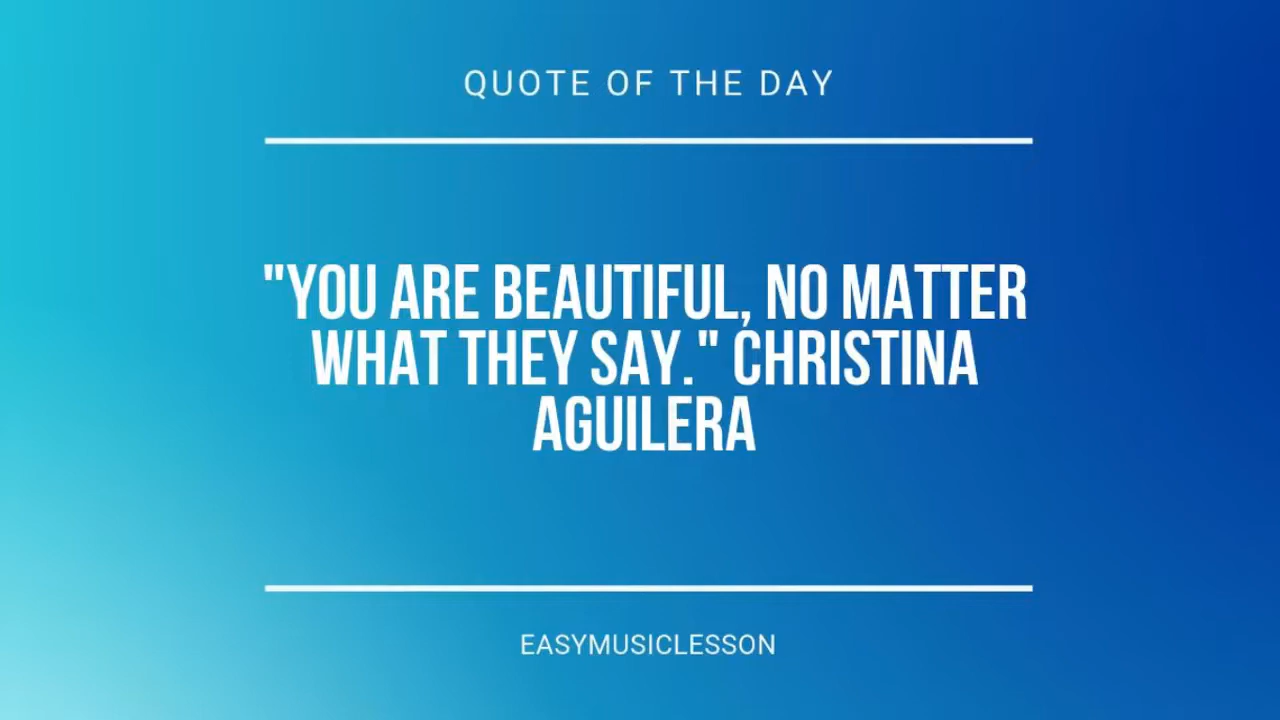 QUOTE OF THE DAY
"YOU ARE BEAUTIFUL, NO MATTER
WHAT THEY SAY." CHRISTINA
AGUILERA
EASYMUSICLESSON